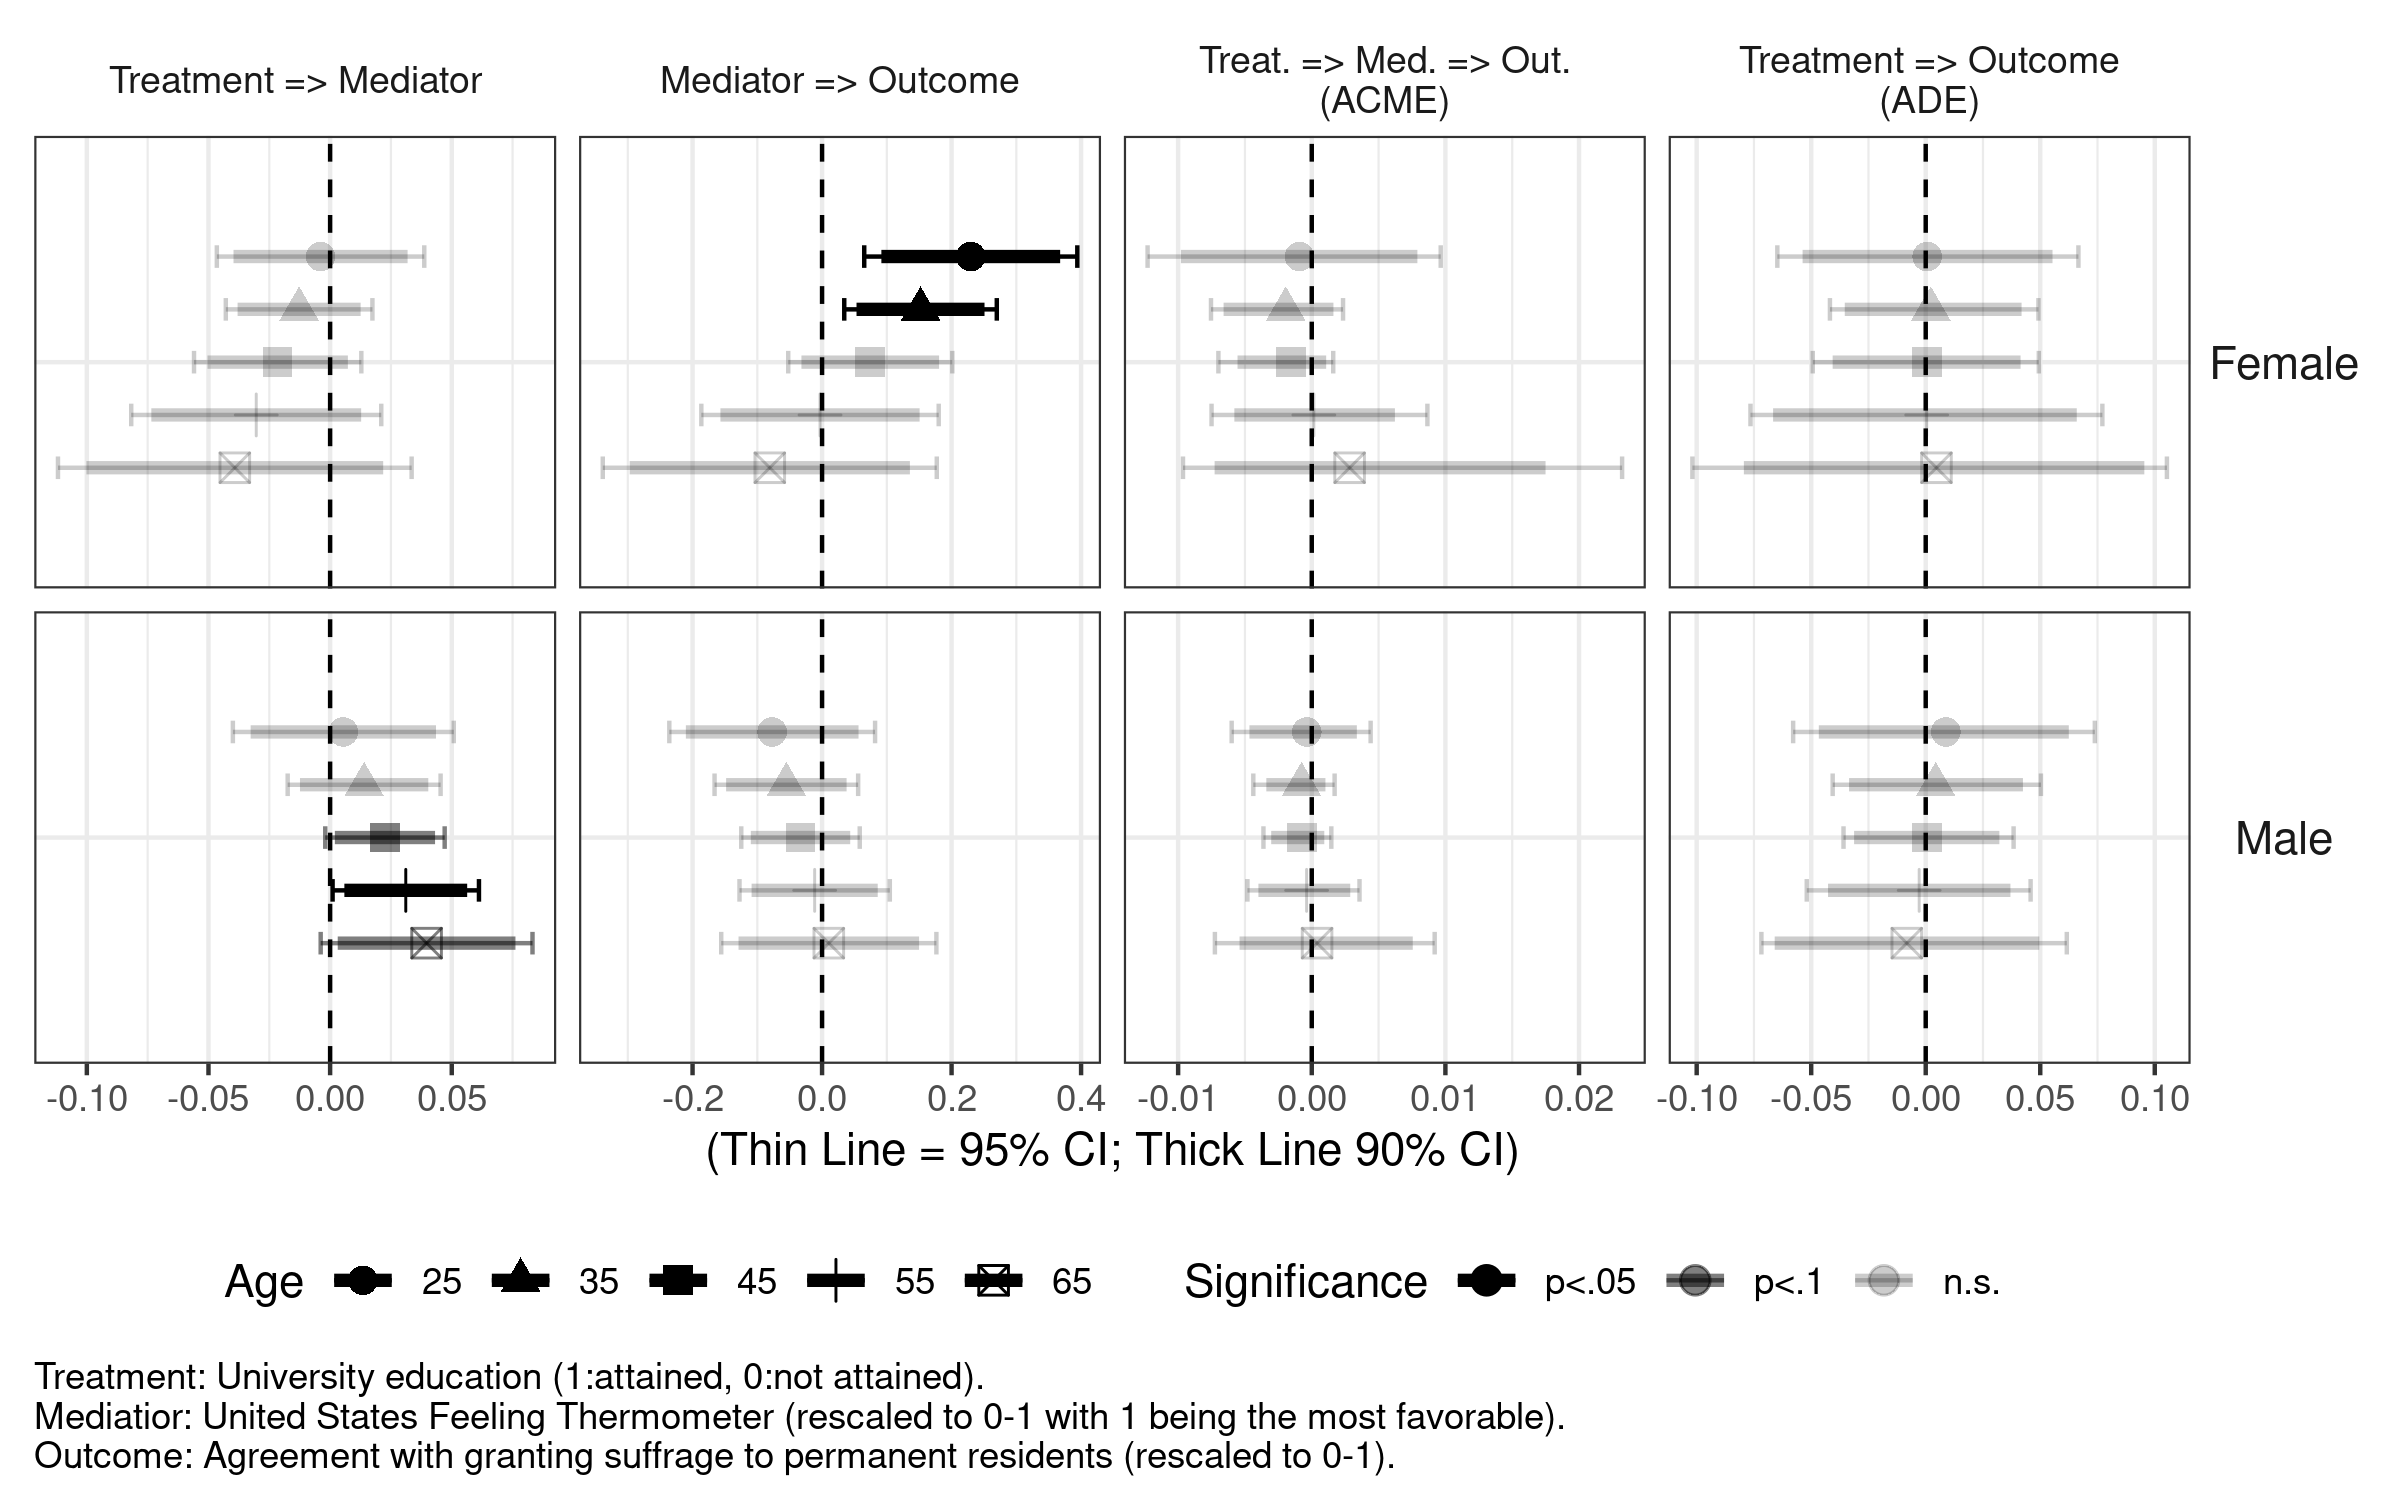 Treatment => Mediator
Mediator => Outcome
Treat. => Med. => Out.
(ACME)
Treatment => Outcome
(ADE)
Female
Male
-0.10 -0.05 0.00 0.05
-0.2 0.0 0.2 0.4
-0.01 0.00 0.01 0.02
-0.10 -0.05 0.00 0.05 0.10
(Thin Line = 95% CI; Thick Line 90% CI)
Age 25 35 45 55 65
Significance p<.05 p<.1 n.s.
Treatment: University education (1:attained, 0:not attained).
Mediatior: United States Feeling Thermometer (rescaled to 0-1 with 1 being the most favorable).
Outcome: Agreement with granting suffrage to permanent residents (rescaled to 0-1).